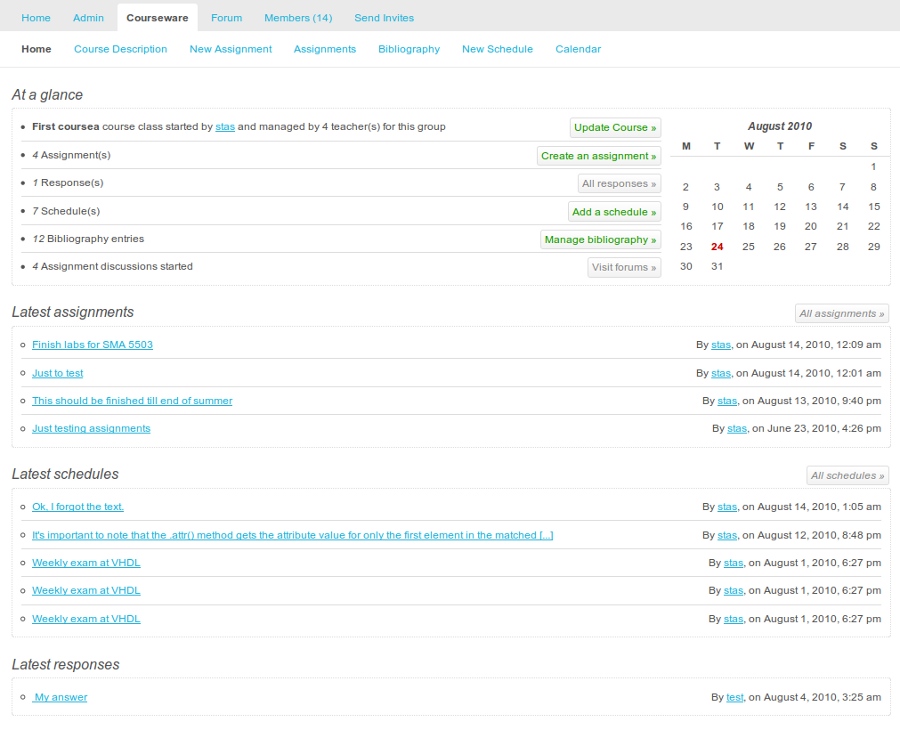 Home Admin Courseware Forum Members (14) Send Invites
Home Course Description New Assignment Assignments Bibliography New Schedule Calendar
At a glance
First coursea course class started by stas and managed by 4 teacher(s) for this group Update Course »
4 Assignment(s) Create an assignment »
1 Response(s) All responses »
7 Schedule(s) Add a schedule »
12 Bibliography entries Manage bibliography »
4 Assignment discussions started Visit forums »
August 2010
M T W T F S S
1
2 3 4 5 6 7 8
9 10 11 12 13 14 15
16 17 18 19 20 21 22
23 24 25 26 27 28 29
30 31
Latest assignments All assignments »
Finish labs for SMA 5503 By stas, on August 14, 2010, 12:09 am
Just to test By stas, on August 14, 2010, 12:01 am
This should be finished till end of summer By stas, on August 13, 2010, 9:40 pm
Just testing assignments By stas, on June 23, 2010, 4:26 pm
Latest schedules All schedules »
Ok, I forgot the text. By stas, on August 14, 2010, 1:05 am
It's important to note that the .attr() method gets the attribute value for only the first element in the matched [...] By stas, on August 12, 2010, 8:48 pm
Weekly exam at VHDL By stas, on August 1, 2010, 6:27 pm
Weekly exam at VHDL By stas, on August 1, 2010, 6:27 pm
Weekly exam at VHDL By stas, on August 1, 2010, 6:27 pm
Latest responses
My answer By test, on August 4, 2010, 3:25 am